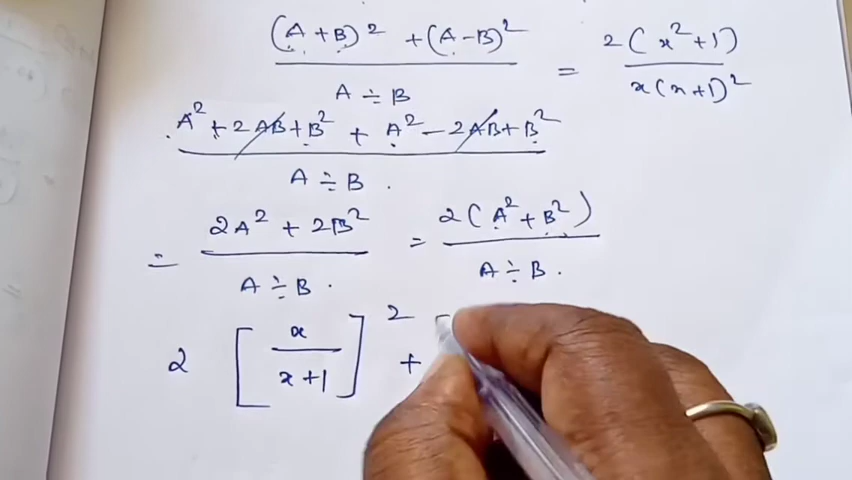 (A + B)² + (A - B)² / A ÷ B = 2(x² + 1) / x(x + 1)²
A² + 2AB + B² + A² - 2AB + B² / A ÷ B .
= 2A² + 2B² / A ÷ B . = 2(A² + B²) / A ÷ B .
2 [x / x + 1]² + [